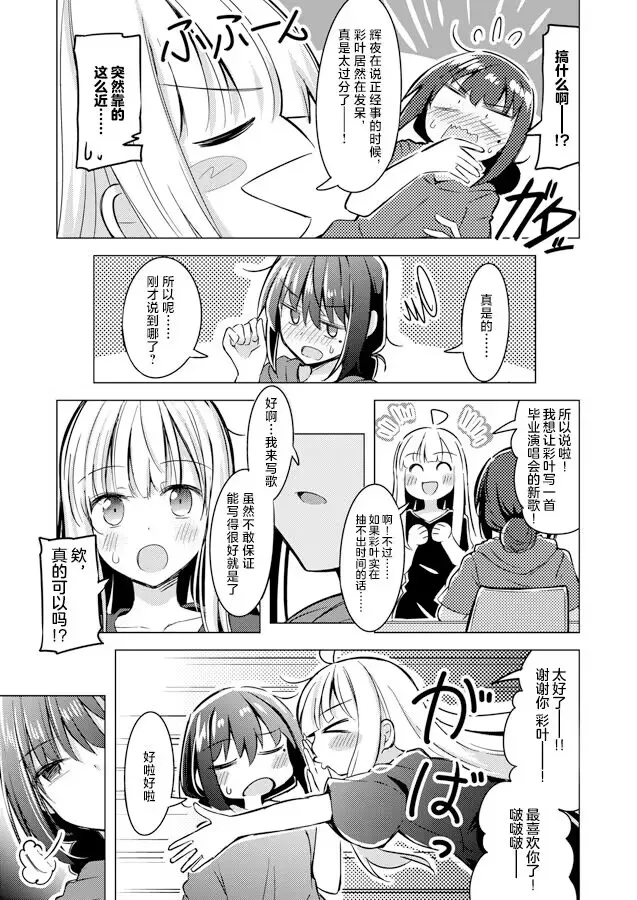 搞什么啊——!?
辉夜在说正经事的时候，
彩叶居然在发呆，
真是太过分了——！
突然靠的
这么近……
ぷりぷりーん
ガタッ
真是的…
所以呢……
刚才说到哪了？
所以说啦！
我想让彩叶写一首
毕业演唱会的新歌！
啊！不过…
如果彩叶实在
抽不出时间的话…
好啊…我来写歌
虽然不敢保证
能写得很好就是了
欸，
真的可以吗!?
太好了——!!
谢谢你 彩叶——！
最喜欢你了！
啵啵啵——
がばっ
好啦好啦